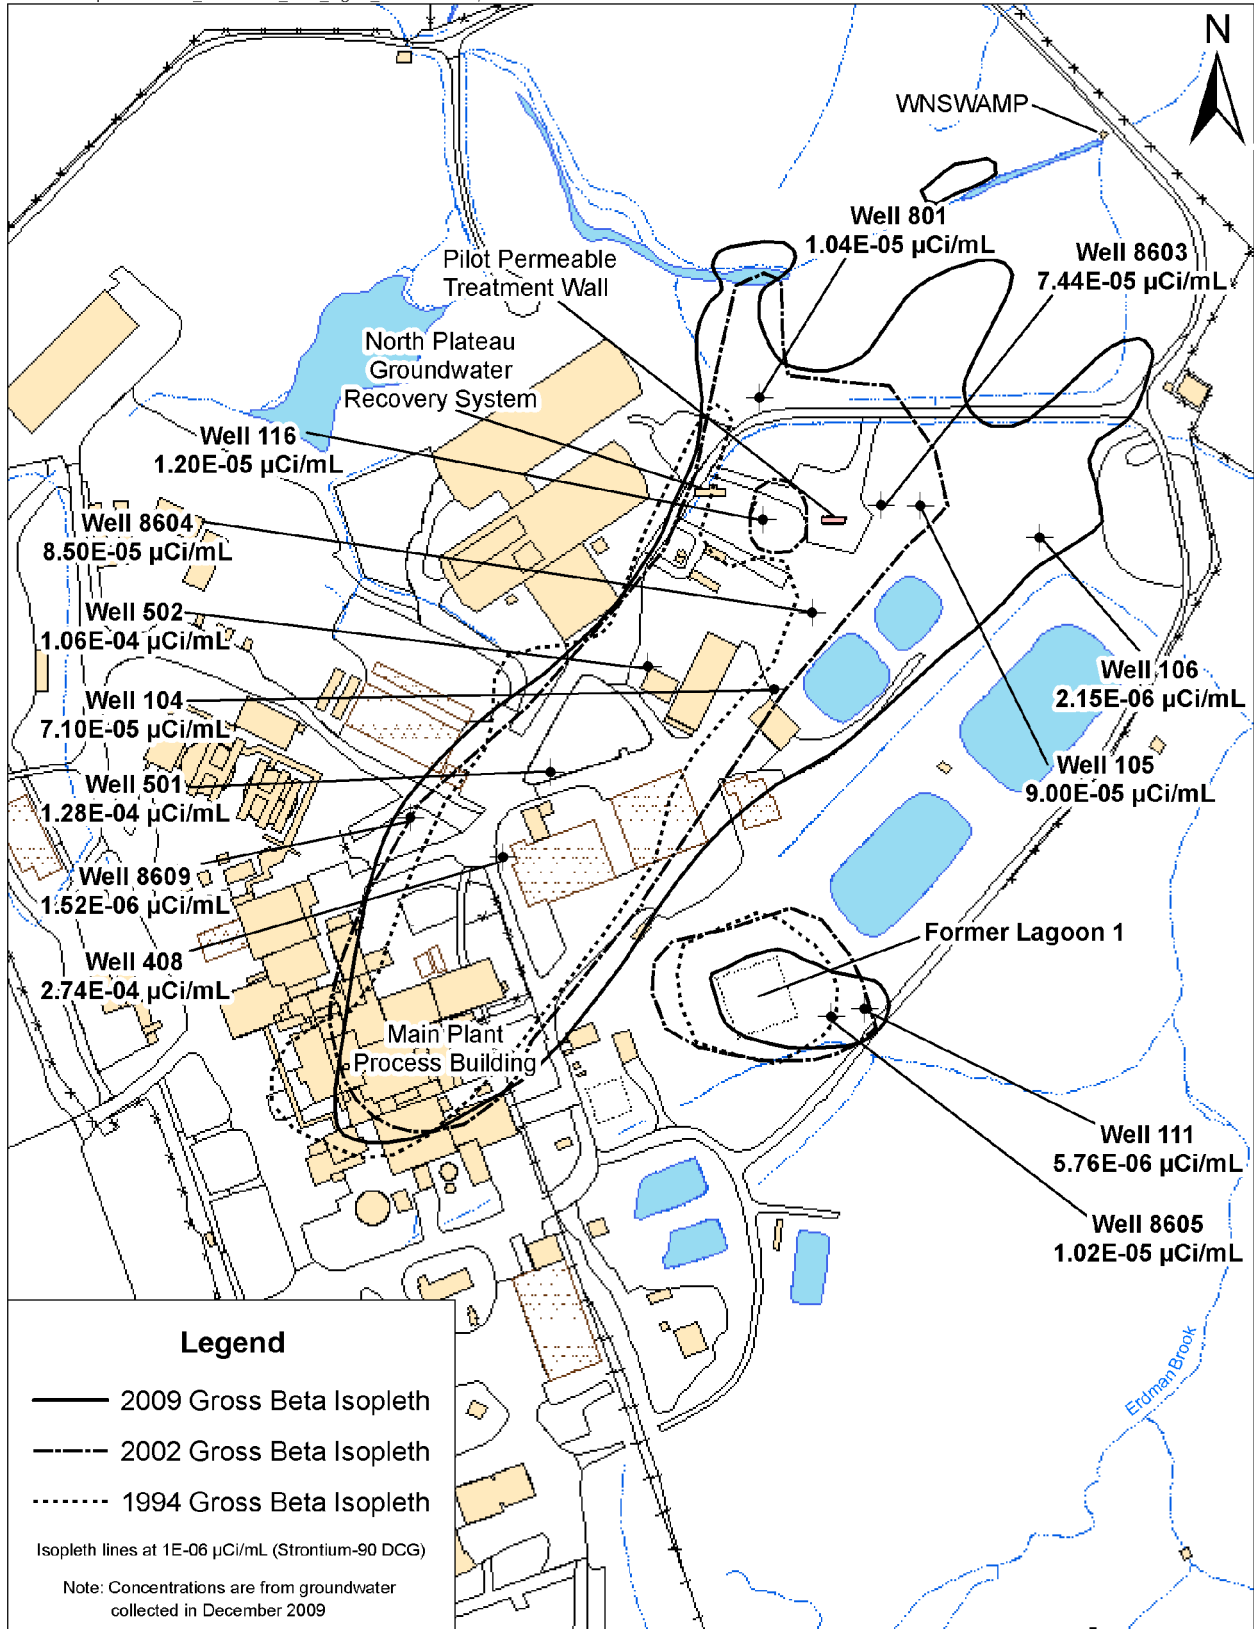 N
WNSWAMP
Well 801
1.04E-05 µCi/mL
Well 8603
7.44E-05 µCi/mL
Pilot Permeable
Treatment Wall
North Plateau
Groundwater
Recovery System
Well 116
1.20E-05 µCi/mL
Well 8604
8.50E-05 µCi/mL
Well 502
1.06E-04 µCi/mL
Well 104
7.10E-05 µCi/mL
Well 501
1.28E-04 µCi/mL
Well 8609
1.52E-06 µCi/mL
Well 408
2.74E-04 µCi/mL
Well 106
2.15E-06 µCi/mL
Well 105
9.00E-05 µCi/mL
Former Lagoon 1
Main Plant
Process Building
Well 111
5.76E-06 µCi/mL
Well 8605
1.02E-05 µCi/mL
Erdman Brook
Legend
2009 Gross Beta Isopleth
2002 Gross Beta Isopleth
1994 Gross Beta Isopleth
Isopleth lines at 1E-06 µCi/mL (Strontium-90 DCG)
Note: Concentrations are from groundwater
collected in December 2009